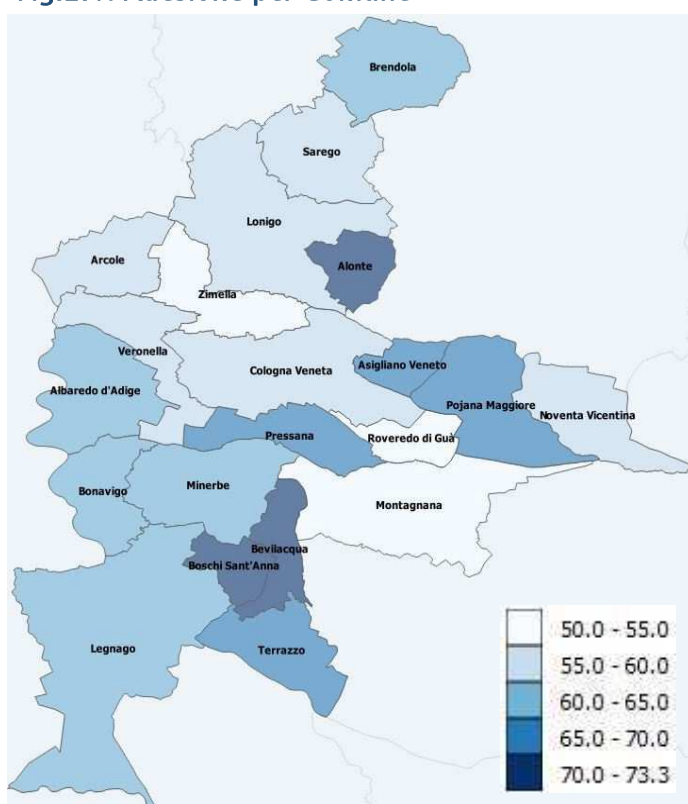 Brendola
Sarego
Lonigo
Arcole
Alonte
Zimella
Veronella
Cologna Veneta
Asigliano Veneto
Albaredo d'Adige
Pojana Maggiore
Noventa Vicentina
Pressana
Roveredo di Guà
Bonavigo
Minerbe
Montagnana
Bevilacqua
Boschi Sant'Anna
Legnago
Terrazzo
50.0 - 55.0
55.0 - 60.0
60.0 - 65.0
65.0 - 70.0
70.0 - 73.3